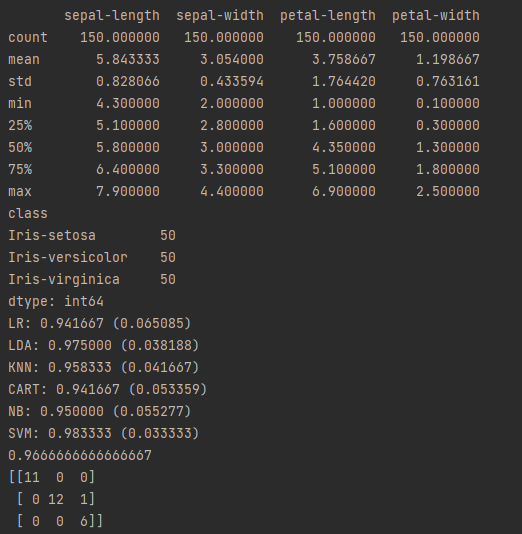 sepal-length  sepal-width  petal-length  petal-width
count    150.000000   150.000000    150.000000   150.000000
mean       5.843333     3.054000      3.758667     1.198667
std        0.828066     0.433594      1.764420     0.763161
min        4.300000     2.000000      1.000000     0.100000
25%        5.100000     2.800000      1.600000     0.300000
50%        5.800000     3.000000      4.350000     1.300000
75%        6.400000     3.300000      5.100000     1.800000
max        7.900000     4.400000      6.900000     2.500000
class
Iris-setosa        50
Iris-versicolor    50
Iris-virginica     50
dtype: int64
LR: 0.941667 (0.065085)
LDA: 0.975000 (0.038188)
KNN: 0.958333 (0.041667)
CART: 0.941667 (0.053359)
NB: 0.950000 (0.055277)
SVM: 0.983333 (0.033333)
0.9666666666666667
[[11  0  0]
 [ 0 12  1]
 [ 0  0  6]]